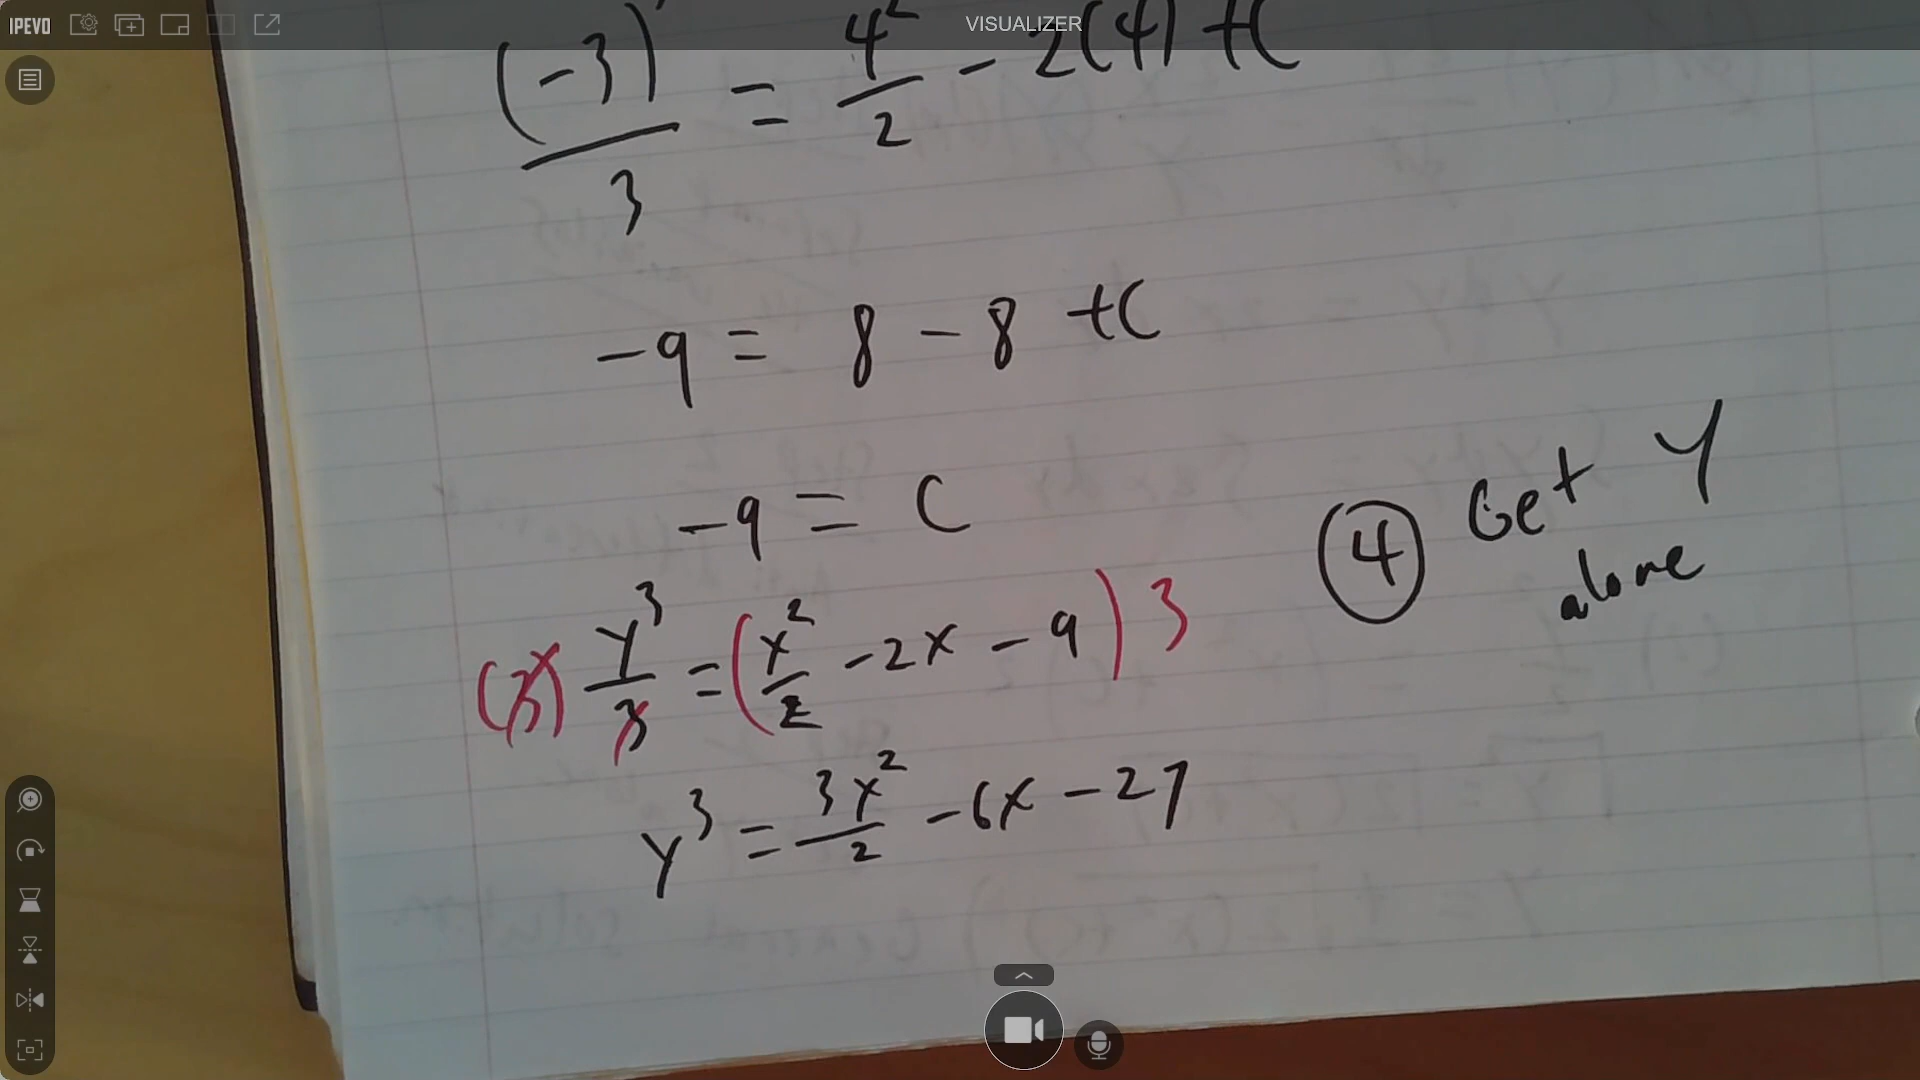 IPEVO
VISUALIZER
(-3)
―
3
= 4²/2 - 2(4) + C
-9 = 8 - 8 + C
-9 = C
④ Get y
alone
(3) y³/3 = (x²/2 - 2x - 9) 3
y³ = 3x²/2 - 6x - 27